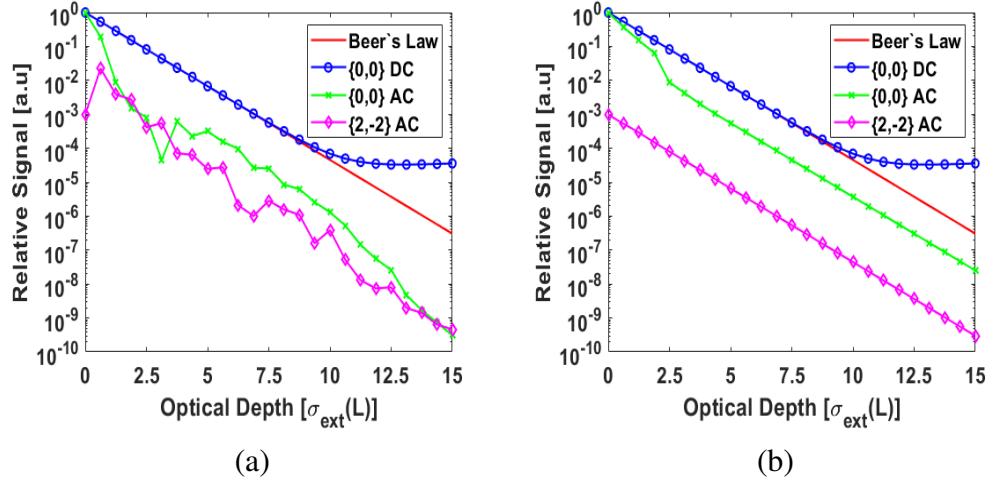 10^0
10^-1
10^-2
10^-3
10^-4
10^-5
10^-6
10^-7
10^-8
10^-9
10^-10
Relative Signal [a.u]
Beer`s Law
{0,0} DC
{0,0} AC
{2,-2} AC
0 2.5 5 7.5 10 12.5 15
Optical Depth [σ_ext(L)]
(a)
10^0
10^-1
10^-2
10^-3
10^-4
10^-5
10^-6
10^-7
10^-8
10^-9
10^-10
Relative Signal [a.u]
Beer`s Law
{0,0} DC
{0,0} AC
{2,-2} AC
0 2.5 5 7.5 10 12.5 15
Optical Depth [σ_ext(L)]
(b)